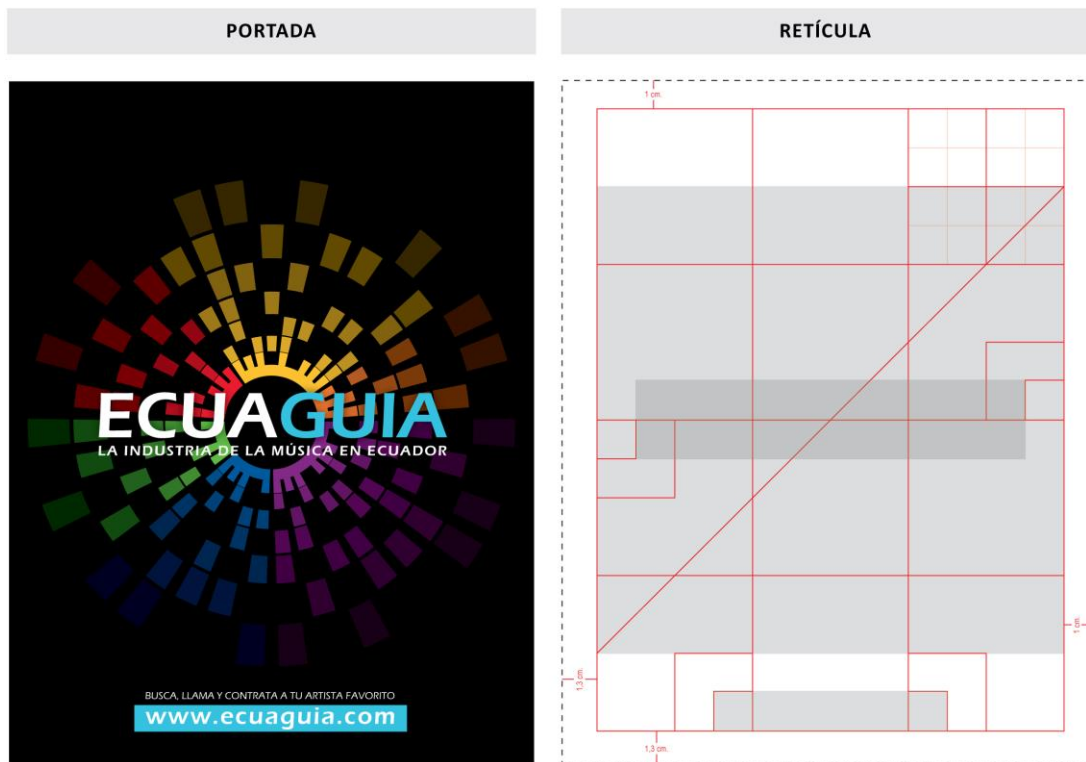 PORTADA
RETÍCULA
1 cm.
ECUAGUIA
LA INDUSTRIA DE LA MÚSICA EN ECUADOR
1 cm.
1,3 cm.
BUSCA, LLAMA Y CONTRATA A TU ARTISTA FAVORITO
www.ecuaguia.com
1,3 cm.